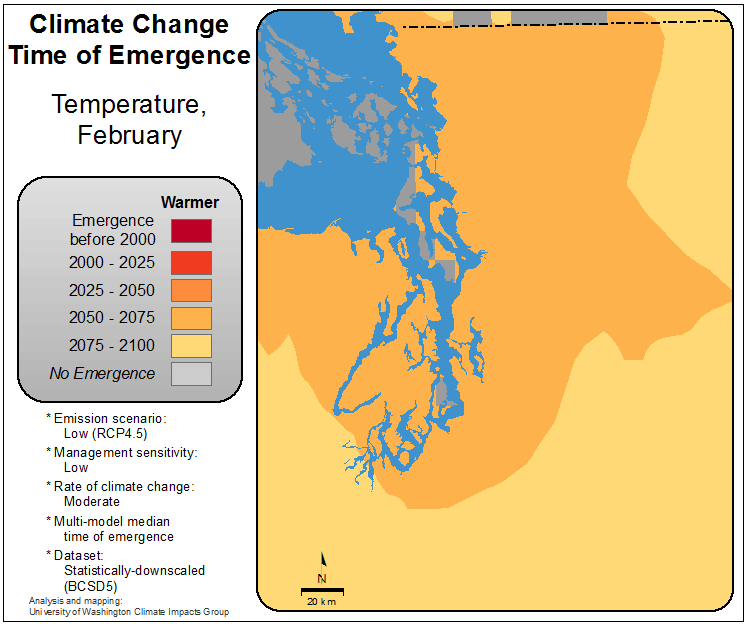 Climate Change
Time of Emergence
Temperature,
February
Warmer
Emergence
before 2000
2000 - 2025
2025 - 2050
2050 - 2075
2075 - 2100
No Emergence
* Emission scenario:
Low (RCP4.5)
* Management sensitivity:
Low
* Rate of climate change:
Moderate
* Multi-model median
time of emergence
* Dataset:
Statistically-downscaled
(BCSD5)
Analysis and mapping:
University of Washington Climate Impacts Group
N
20 km